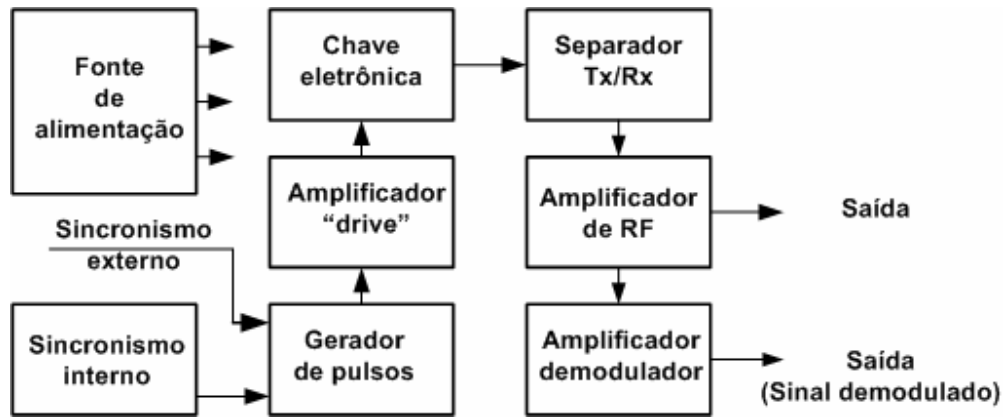 Fonte
de
alimentação
Chave
eletrônica
Separador
Tx/Rx
Amplificador
“drive”
Amplificador
de RF
Saída
Sincronismo
externo
Sincronismo
interno
Gerador
de pulsos
Amplificador
demodulador
Saída
(Sinal demodulado)